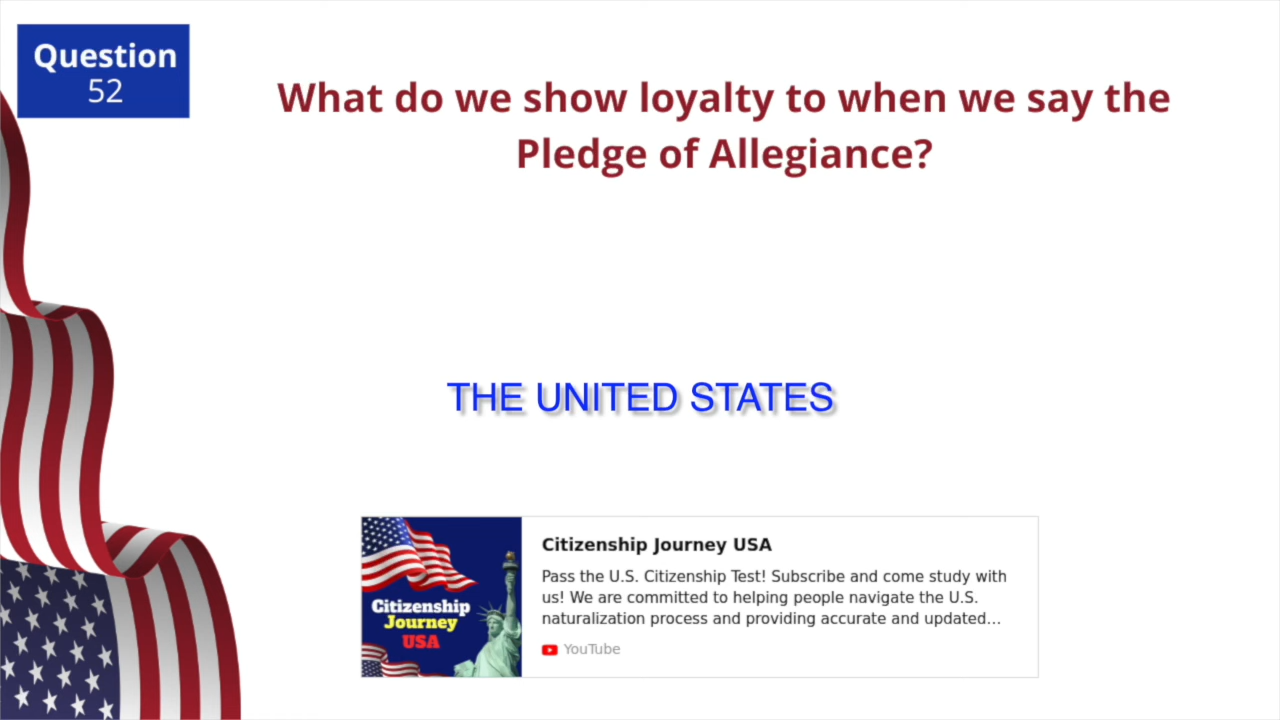 Question
52
What do we show loyalty to when we say the
Pledge of Allegiance?
THE UNITED STATES
Citizenship Journey USA
Pass the U.S. Citizenship Test! Subscribe and come study with
us! We are committed to helping people navigate the U.S.
naturalization process and providing accurate and updated...
YouTube
Citizenship
Journey
USA